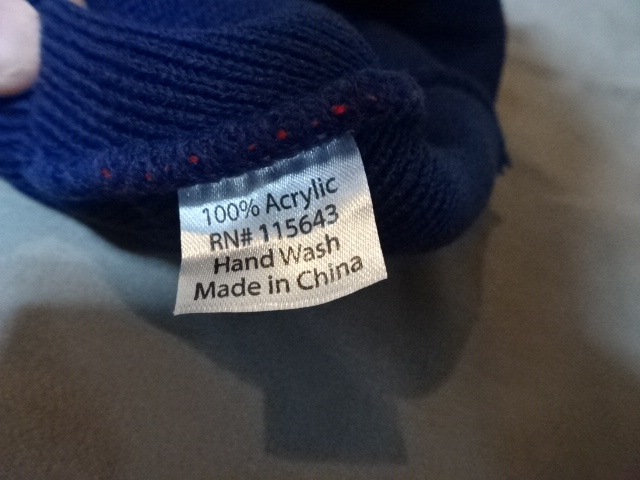 100% Acrylic
RN# 115643
Hand Wash
Made in China